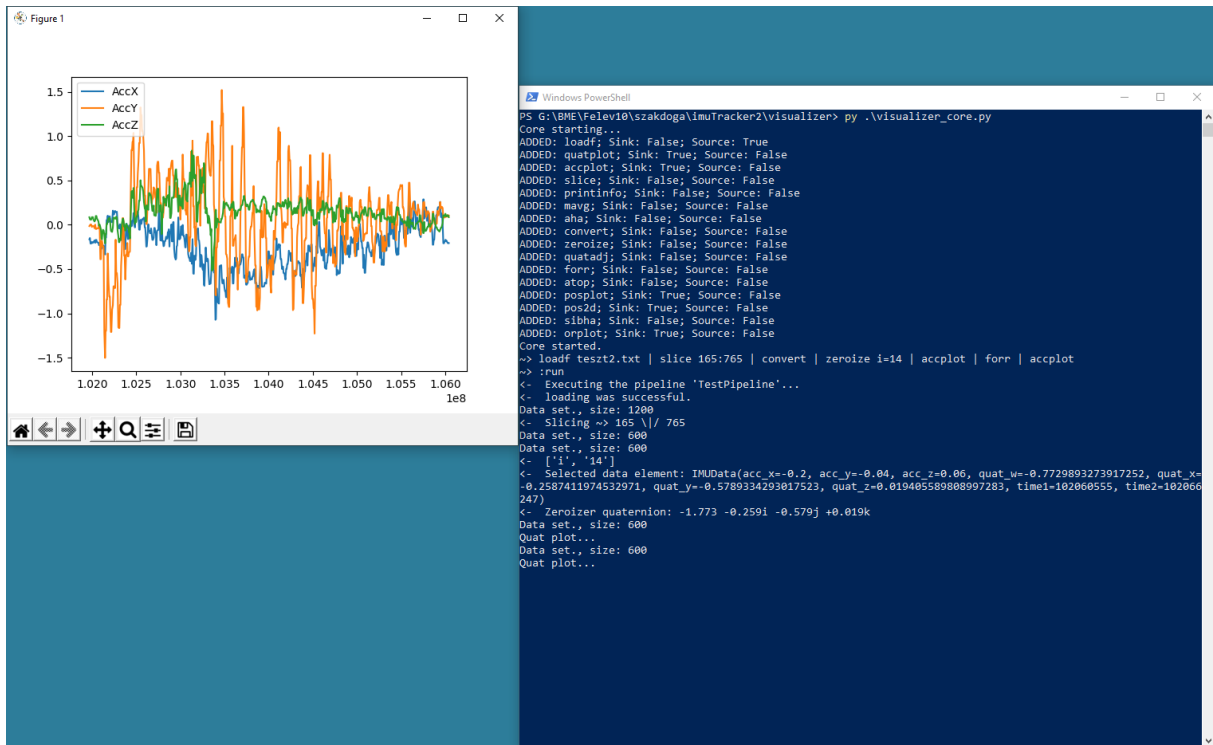 Figure 1
AccX
AccY
AccZ
1.5
1.0
0.5
0.0
−0.5
−1.0
−1.5
1.020 1.025 1.030 1.035 1.040 1.045 1.050 1.055 1.060
1e8
Windows PowerShell
PS G:\BME\Felev10\szakdoga\imuTracker2\visualizer> py .\visualizer_core.py
Core starting...
ADDED: loadf; Sink: False; Source: True
ADDED: quatplot; Sink: True; Source: False
ADDED: accplot; Sink: True; Source: False
ADDED: slice; Sink: False; Source: False
ADDED: printinfo; Sink: False; Source: False
ADDED: mavg; Sink: False; Source: False
ADDED: aha; Sink: False; Source: False
ADDED: convert; Sink: False; Source: False
ADDED: zeroize; Sink: False; Source: False
ADDED: quatadj; Sink: False; Source: False
ADDED: forr; Sink: False; Source: False
ADDED: atop; Sink: False; Source: False
ADDED: posplot; Sink: True; Source: False
ADDED: pos2d; Sink: True; Source: False
ADDED: sibha; Sink: False; Source: False
ADDED: orplot; Sink: True; Source: False
Core started.
~> loadf teszt2.txt | slice 165:765 | convert | zeroize i=14 | accplot | forr | accplot
~> :run
<-  Executing the pipeline 'TestPipeline'...
<-  loading was successful.
Data set., size: 1200
<-  Slicing ~> 165 \|/ 765
Data set., size: 600
Data set., size: 600
<-  ['i', '14']
<-  Selected data element: IMUData(acc_x=-0.2, acc_y=-0.04, acc_z=0.06, quat_w=-0.7729893273917252, quat_x=
-0.2587411974532971, quat_y=-0.5789334293017523, quat_z=0.019405589808997283, time1=102060555, time2=102066
247)
<-  Zeroizer quaternion: -1.773 -0.259i -0.579j +0.019k
Data set., size: 600
Quat plot...
Data set., size: 600
Quat plot...